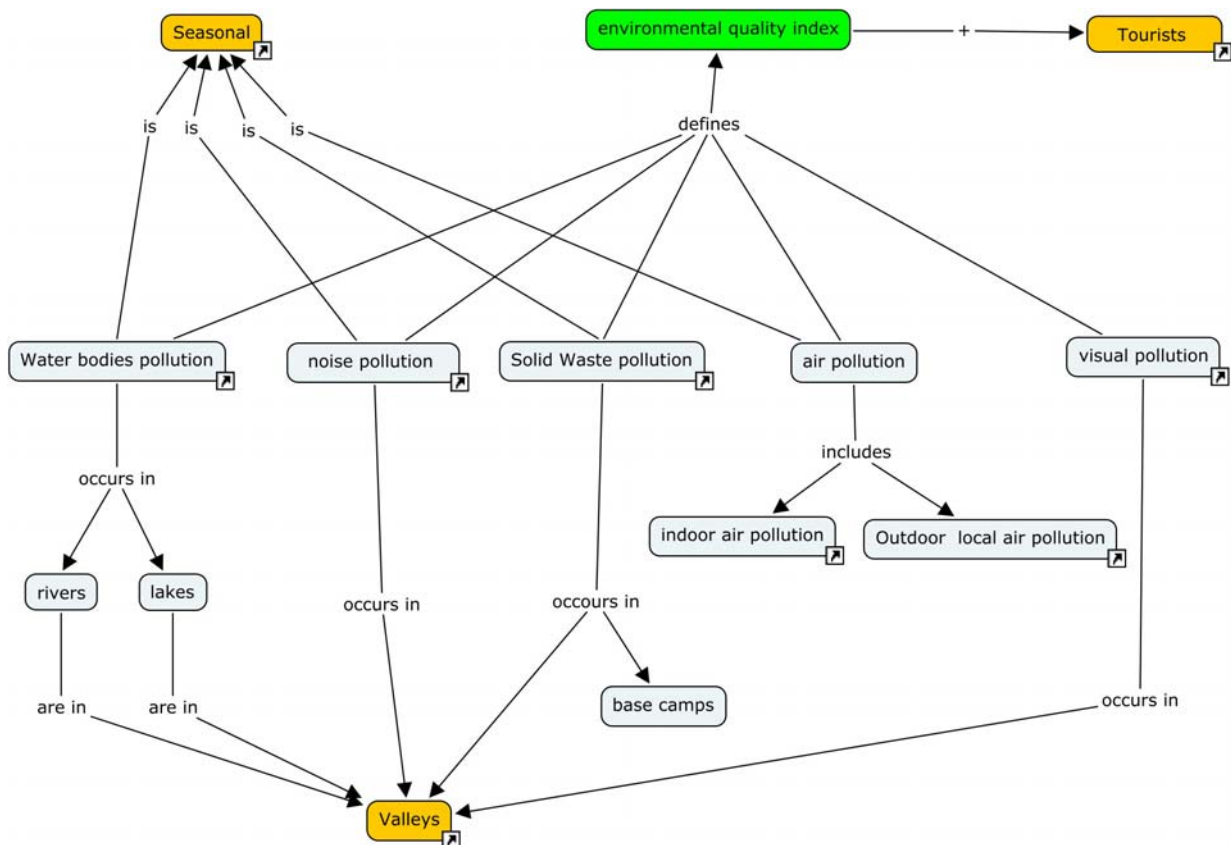 Seasonal
environmental quality index
+
Tourists
is
is
is
is
defines
Water bodies pollution
noise pollution
Solid Waste pollution
air pollution
visual pollution
occurs in
includes
indoor air pollution
Outdoor local air pollution
rivers
lakes
occurs in
occours in
are in
are in
base camps
occurs in
Valleys